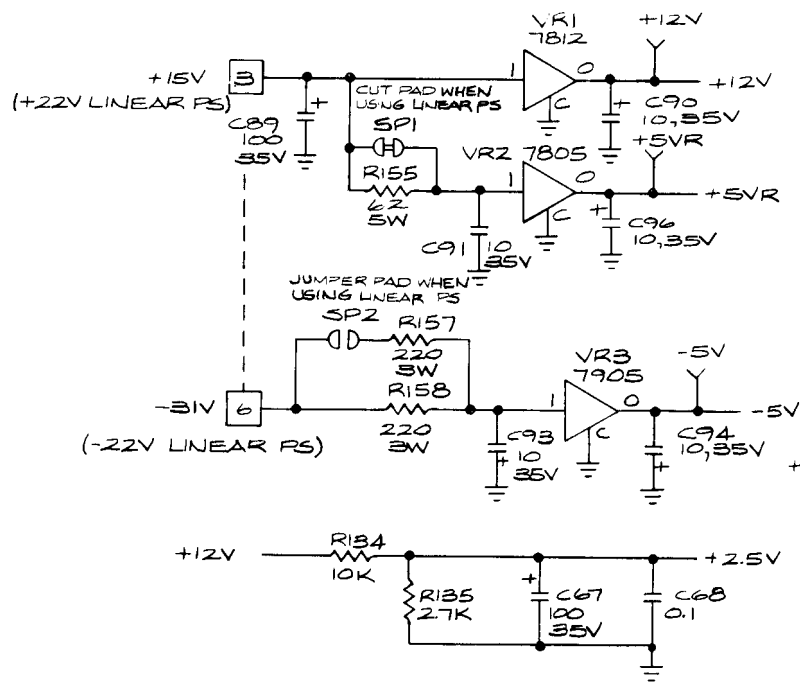 +12V
VR1
7812
+15V
3
I
O
+12V
(+22V LINEAR PS)
CUT PAD WHEN
USING LINEAR PS
+
C89
100
35V
SP1
C
+
C90
10,35V
VR2 7805
+5VR
R155
62
5W
I
O
+5VR
C
+
C96
10,35V
C91
10
35V
JUMPER PAD WHEN
USING LINEAR PS
SP2
R157
220
3W
VR3
7905
-5V
-31V
6
R158
I
O
-5V
(-22V LINEAR PS)
220
3W
C
C93
+ 10
35V
C94
10,35V
+
+
+12V
R134
+2.5V
10K
R135
2.7K
+
C67
100
35V
C68
0.1